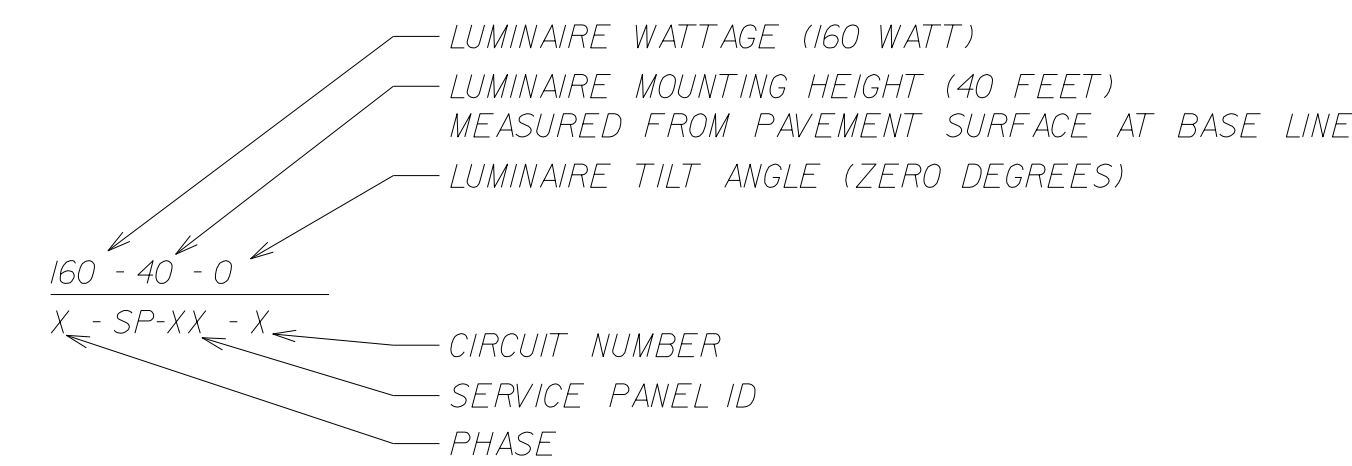 LUMINAIRE WATTAGE (160 WATT)
LUMINAIRE MOUNTING HEIGHT (40 FEET)
MEASURED FROM PAVEMENT SURFACE AT BASE LINE
LUMINAIRE TILT ANGLE (ZERO DEGREES)
160 - 40 - 0
X - SP-XX - X
CIRCUIT NUMBER
SERVICE PANEL ID
PHASE